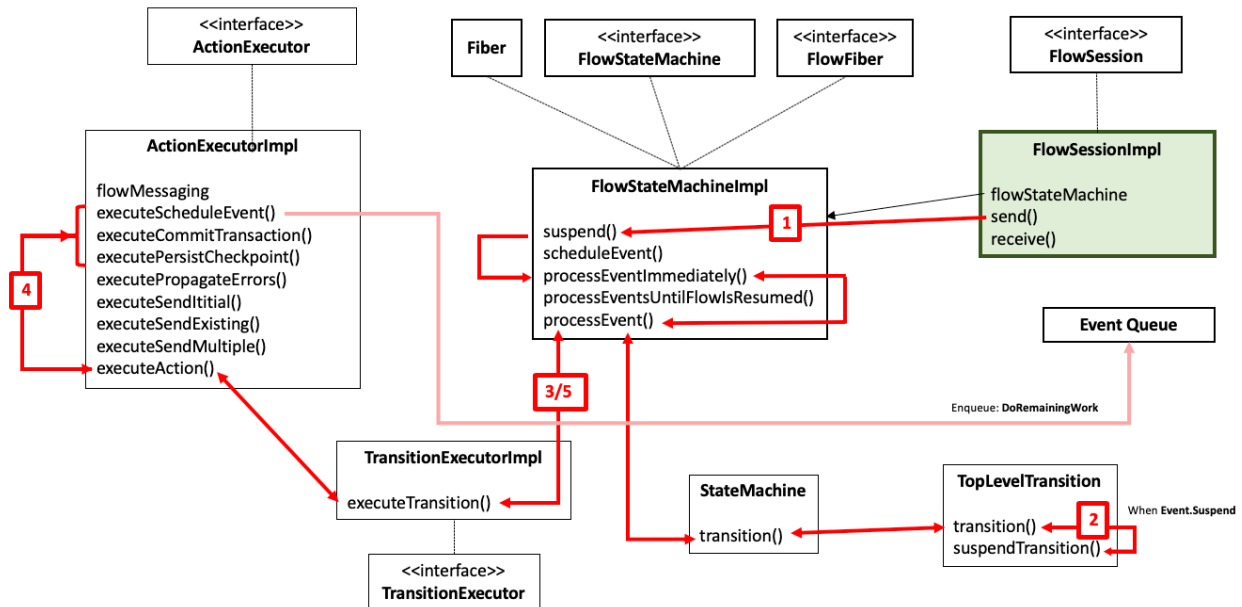 <<interface>>
ActionExecutor
Fiber
<<interface>>
FlowStateMachine
<<interface>>
FlowFiber
<<interface>>
FlowSession
ActionExecutorImpl
flowMessaging
executeScheduleEvent()
executeCommitTransaction()
executePersistCheckpoint()
executePropagateErrors()
executeSendItitial()
executeSendExisting()
executeSendMultiple()
executeAction()
4
FlowStateMachineImpl
suspend()
scheduleEvent()
processEventImmediately()
processEventsUntilFlowIsResumed()
processEvent()
1
FlowSessionImpl
flowStateMachine
send()
receive()
Event Queue
3/5
Enqueue: DoRemainingWork
TransitionExecutorImpl
executeTransition()
<<interface>>
TransitionExecutor
StateMachine
transition()
TopLevelTransition
transition()
suspendTransition()
2
When Event.Suspend